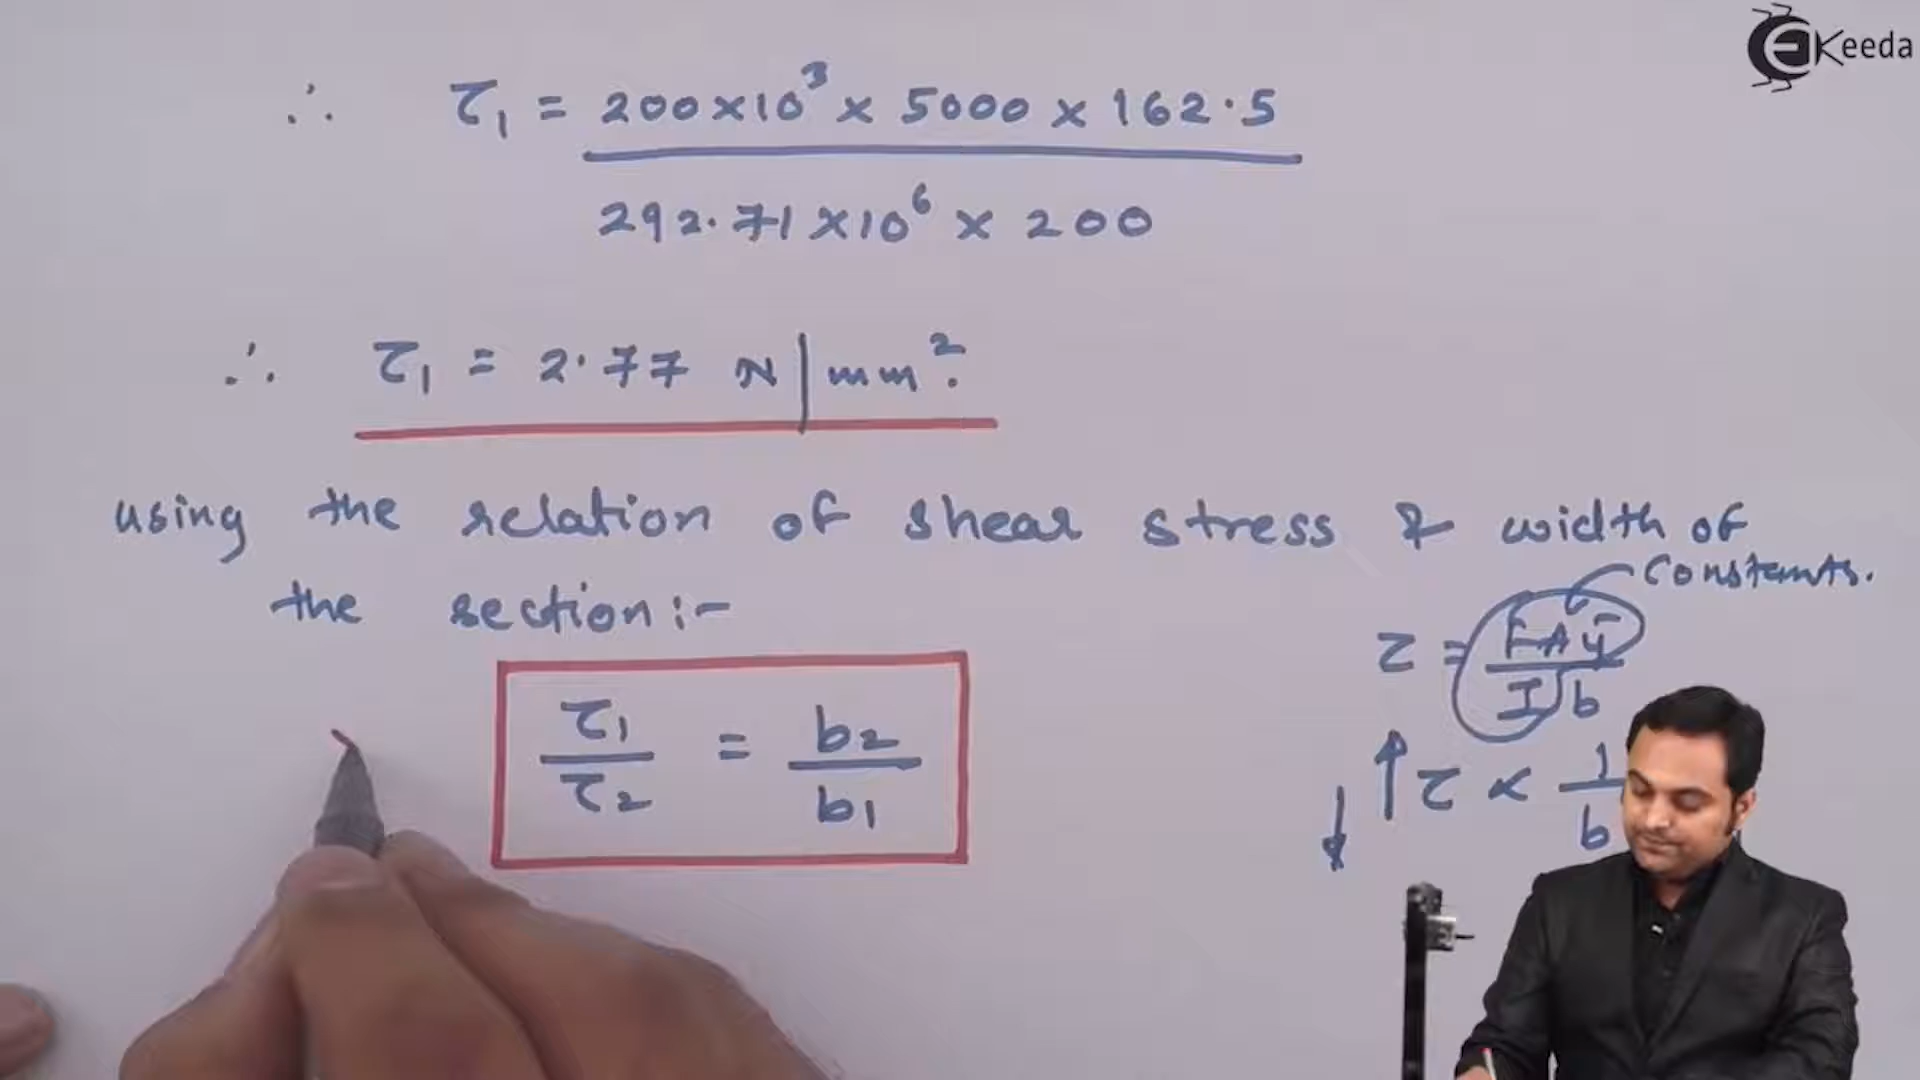 Keeda
∴ τ₁ = 200×10³ × 5000 × 162.5
292.71×10⁶ × 200
∴ τ₁ = 2.77 N/mm².
using the relation of shear stress & width of
the section:-
Constants.
τ = FAȳ / Ib
τ₁/τ₂ = b₂/b₁
↓ ↑ τ ∝ 1/b